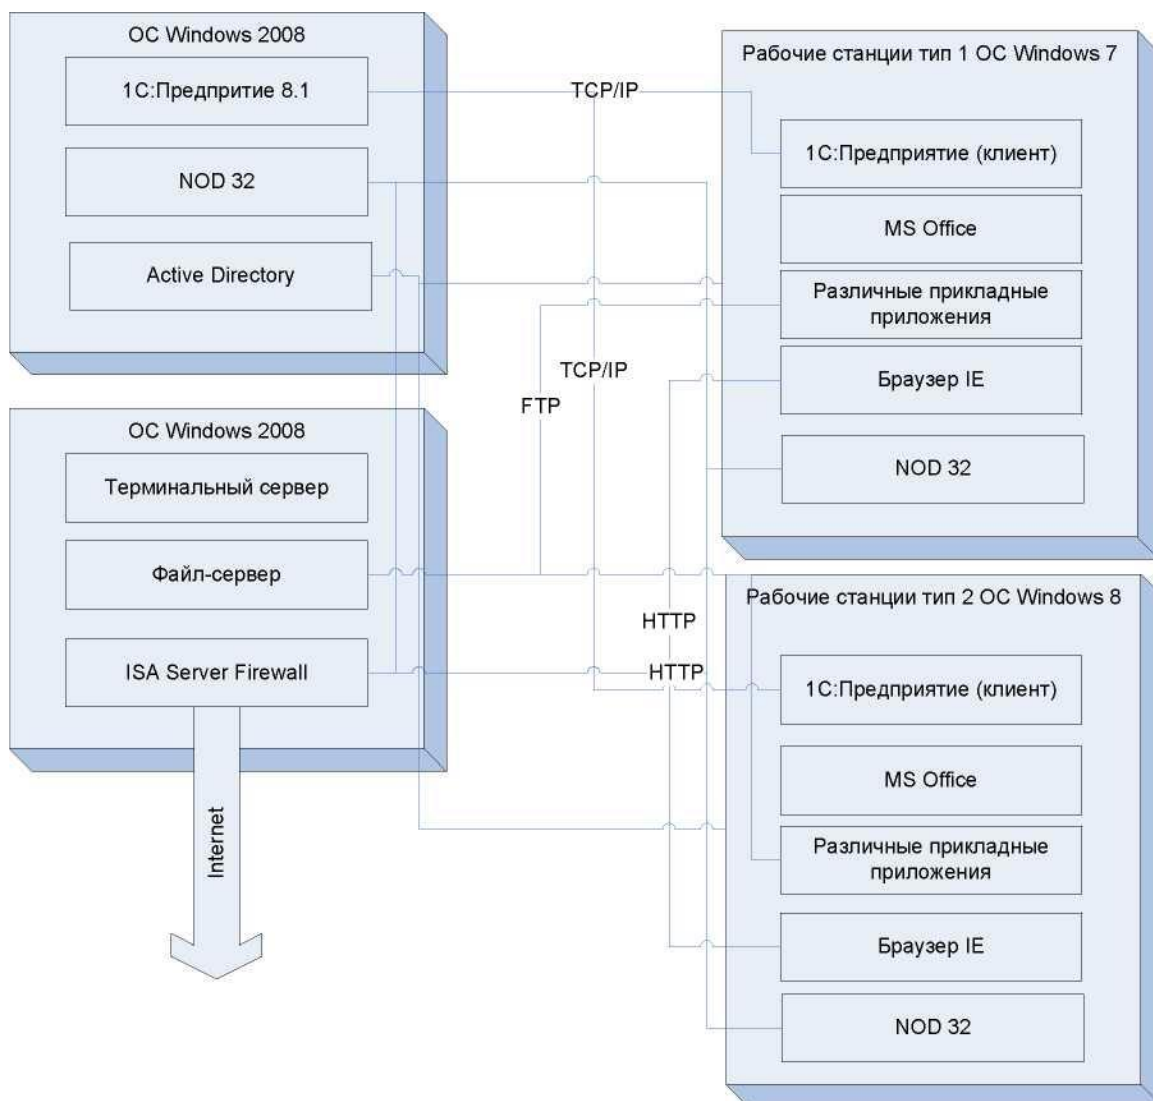 ОС Windows 2008
1С:Предпритие 8.1
NOD 32
Active Directory
ОС Windows 2008
Терминальный сервер
Файл-сервер
ISA Server Firewall
Internet
TCP/IP
TCP/IP
FTP
HTTP
HTTP
Рабочие станции тип 1 ОС Windows 7
1С:Предприятие (клиент)
MS Office
Различные прикладные
приложения
Браузер IE
NOD 32
Рабочие станции тип 2 ОС Windows 8
1С:Предприятие (клиент)
MS Office
Различные прикладные
приложения
Браузер IE
NOD 32